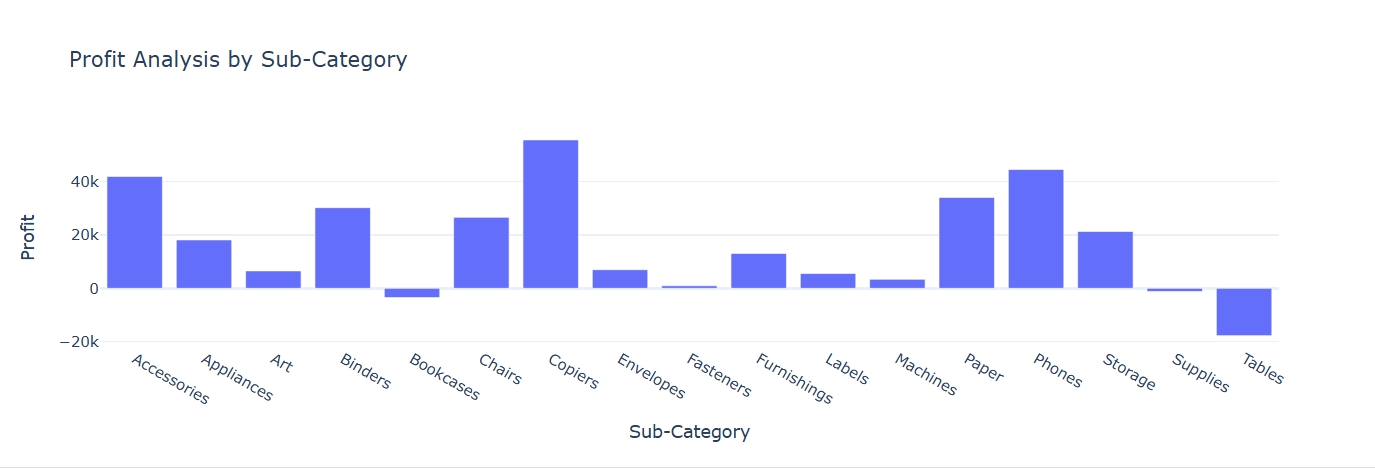 Profit Analysis by Sub-Category
Profit
40k
20k
0
−20k
Accessories
Appliances
Art
Binders
Bookcases
Chairs
Copiers
Envelopes
Fasteners
Furnishings
Labels
Machines
Paper
Phones
Storage
Supplies
Tables
Sub-Category